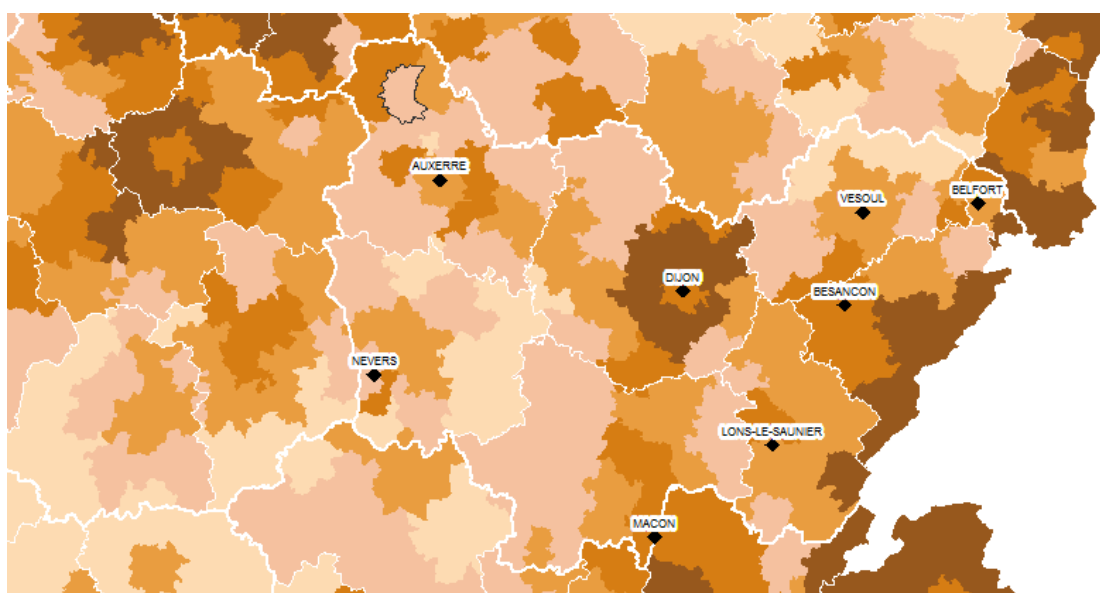 AUXERRE
BELFORT
VESOUL
DIJON
BESANCON
NEVERS
LONS-LE-SAUNIER
MACON